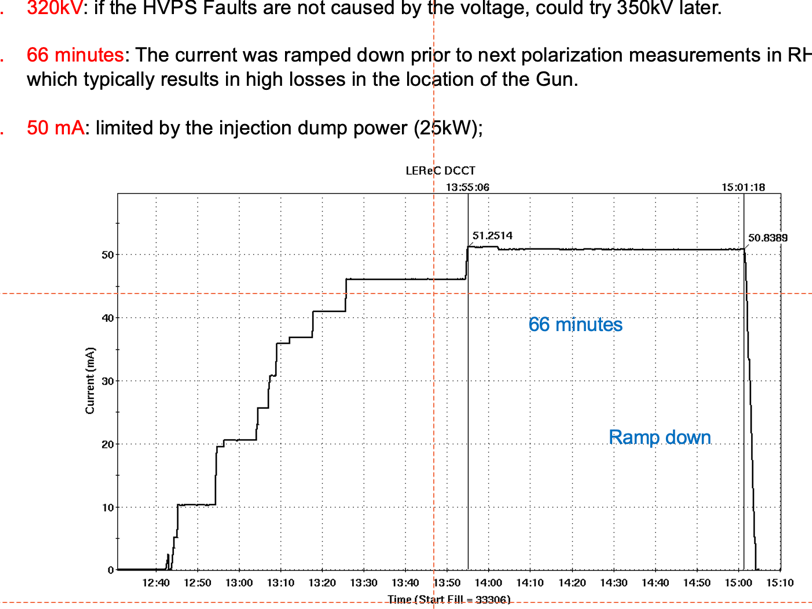 . 320kV: if the HVPS Faults are not caused by the voltage, could try 350kV later.
. 66 minutes: The current was ramped down prior to next polarization measurements in RH
which typically results in high losses in the location of the Gun.
. 50 mA: limited by the injection dump power (25kW);
LEReC DCCT
13:55:06 15:01:18
51.2514 50.8389
50
40
30
20
10
0
Current (mA)
66 minutes
Ramp down
12:40 12:50 13:00 13:10 13:20 13:30 13:40 13:50 14:00 14:10 14:20 14:30 14:40 14:50 15:00 15:10
Time (Start Fill = 33306)